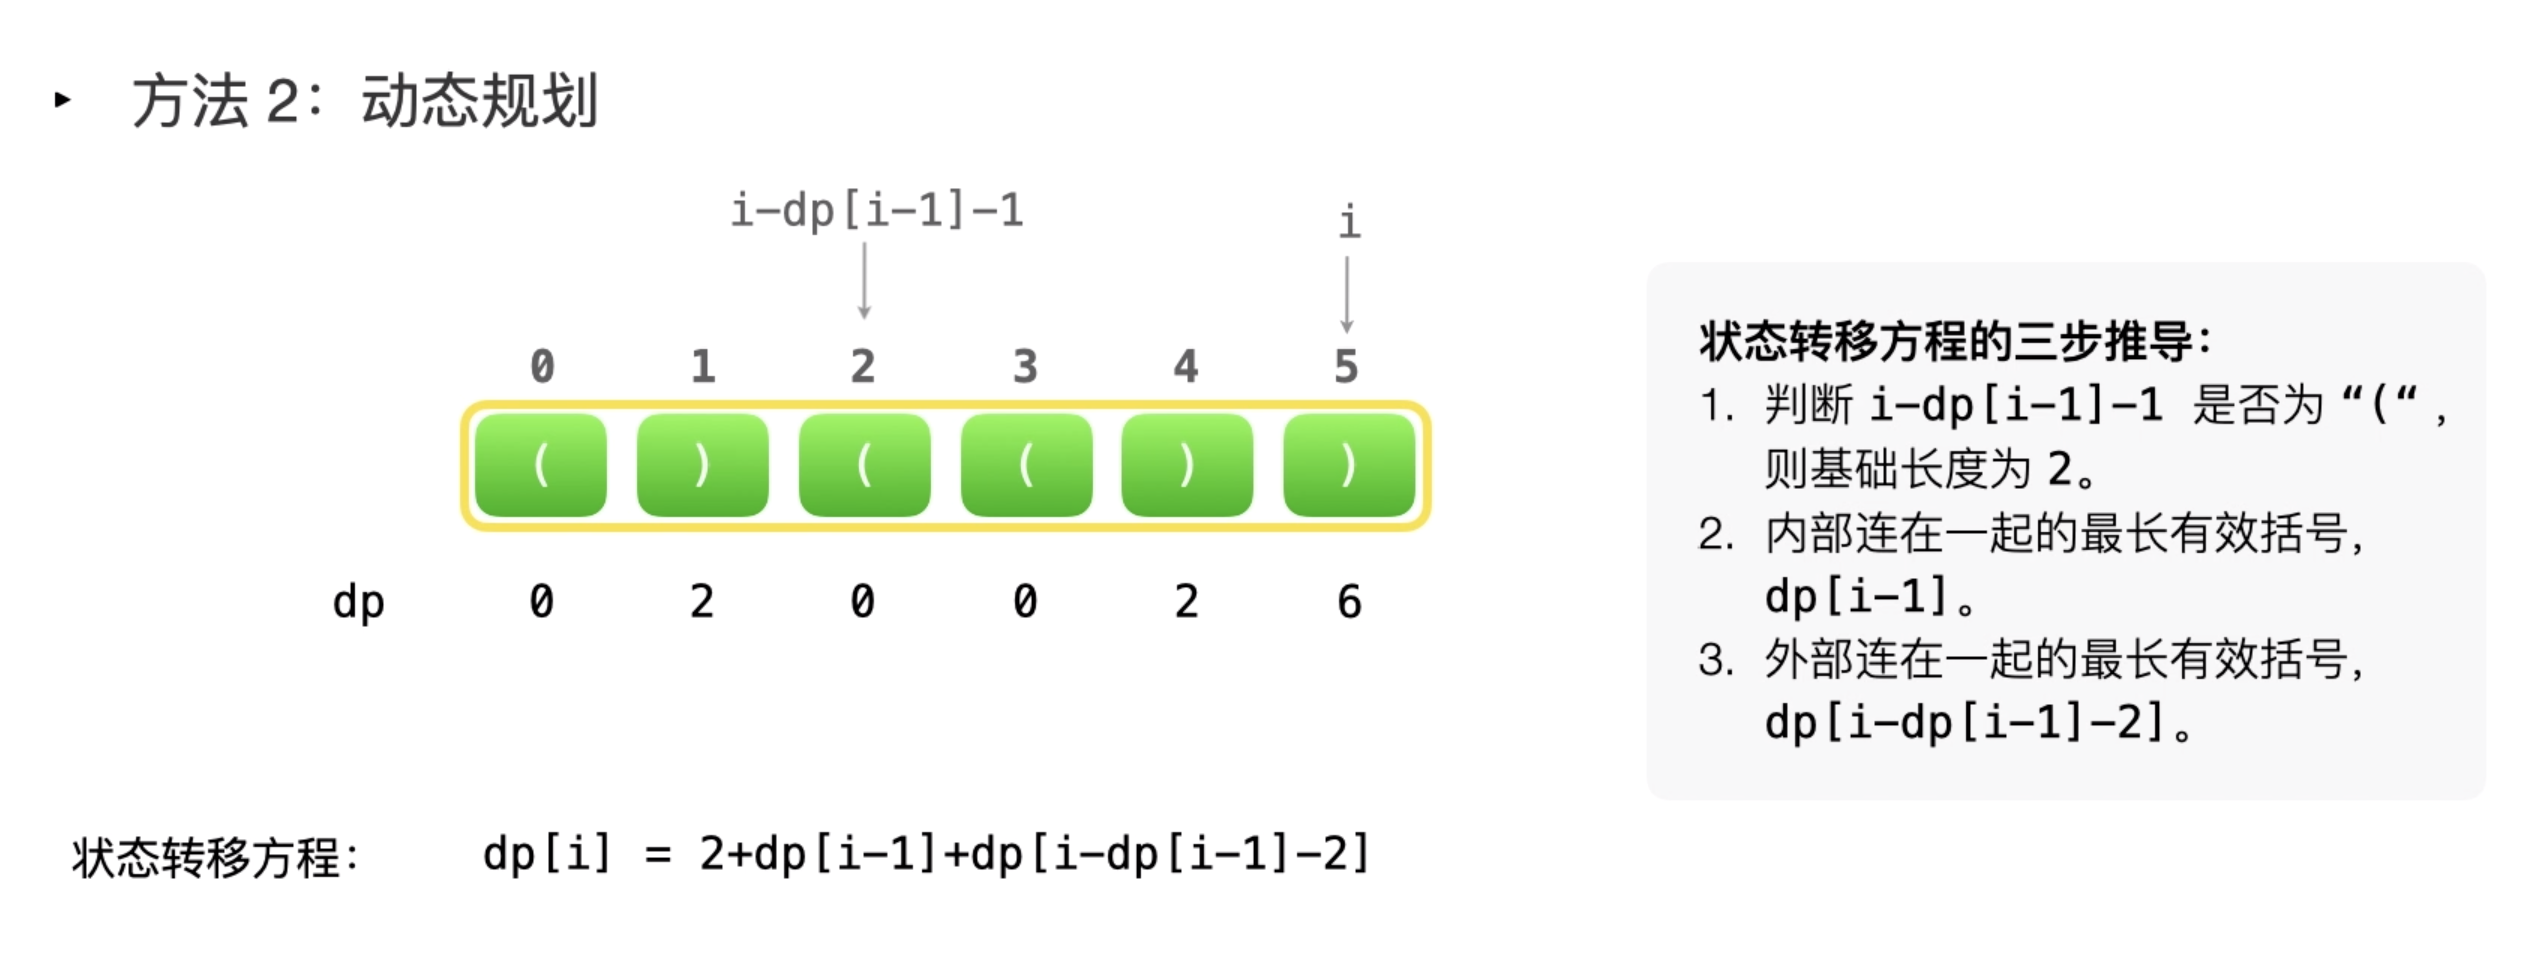 ▸ 方法 2：动态规划
i-dp[i-1]-1
i
0 1 2 3 4 5
( ) ( ( ) )
dp 0 2 0 0 2 6
状态转移方程： dp[i] = 2+dp[i-1]+dp[i-dp[i-1]-2]
状态转移方程的三步推导：
1. 判断 i-dp[i-1]-1 是否为 “(“ ，
则基础长度为 2。
2. 内部连在一起的最长有效括号，
dp[i-1]。
3. 外部连在一起的最长有效括号，
dp[i-dp[i-1]-2]。